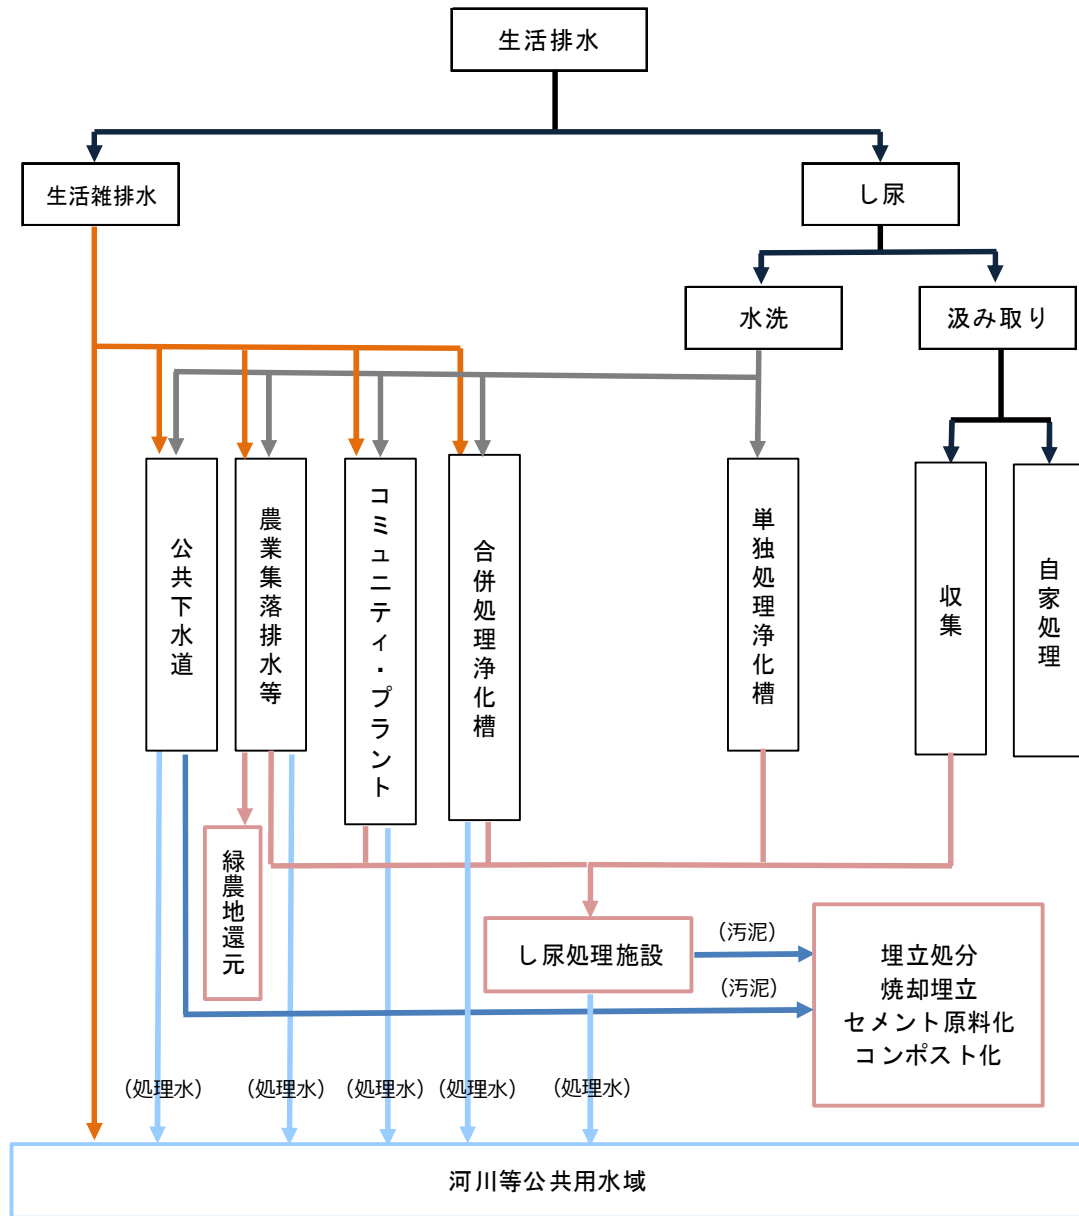 生活排水
生活雑排水
し尿
水洗
汲み取り
公共下水道
農業集落排水等
コミュニティ・プラント
合併処理浄化槽
単独処理浄化槽
収集
自家処理
緑農地還元
し尿処理施設
（汚泥）
（汚泥）
埋立処分
焼却埋立
セメント原料化
コンポスト化
（処理水）
（処理水）
（処理水）
（処理水）
（処理水）
河川等公共用水域